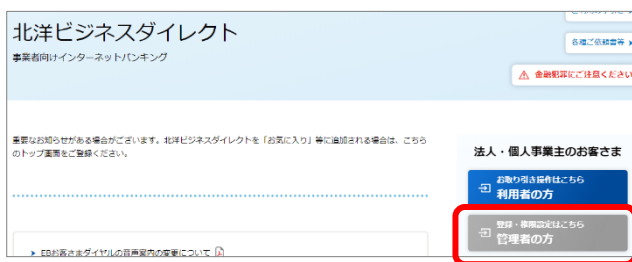 北洋ビジネスダイレクト
事業者向けインターネットバンキング
各種ご依頼書等
金融犯罪にご注意ください
重要なお知らせがある場合がございます。北洋ビジネスダイレクトを「お気に入り」等に追加される場合は、こちら
のトップ画面をご登録ください。
法人・個人事業主のお客さま
お取り引き操作はこちら
利用者の方
登録・権限設定はこちら
管理者の方
EBお客さまダイヤルの音声案内の変更について